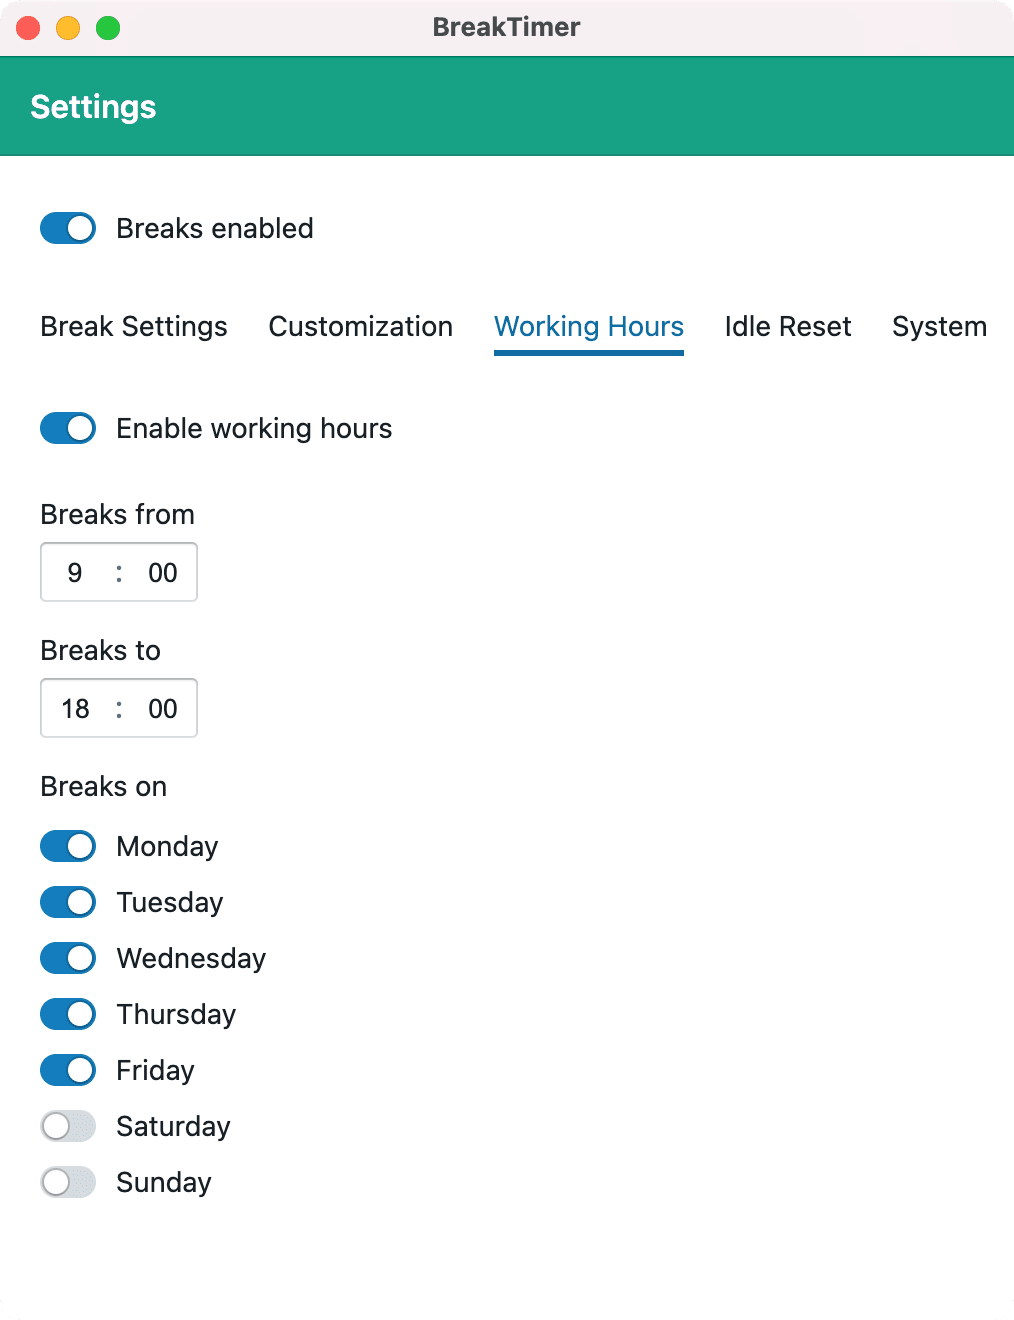 BreakTimer
Settings
Breaks enabled
Break Settings Customization Working Hours Idle Reset System
Enable working hours
Breaks from
9 : 00
Breaks to
18 : 00
Breaks on
Monday
Tuesday
Wednesday
Thursday
Friday
Saturday
Sunday